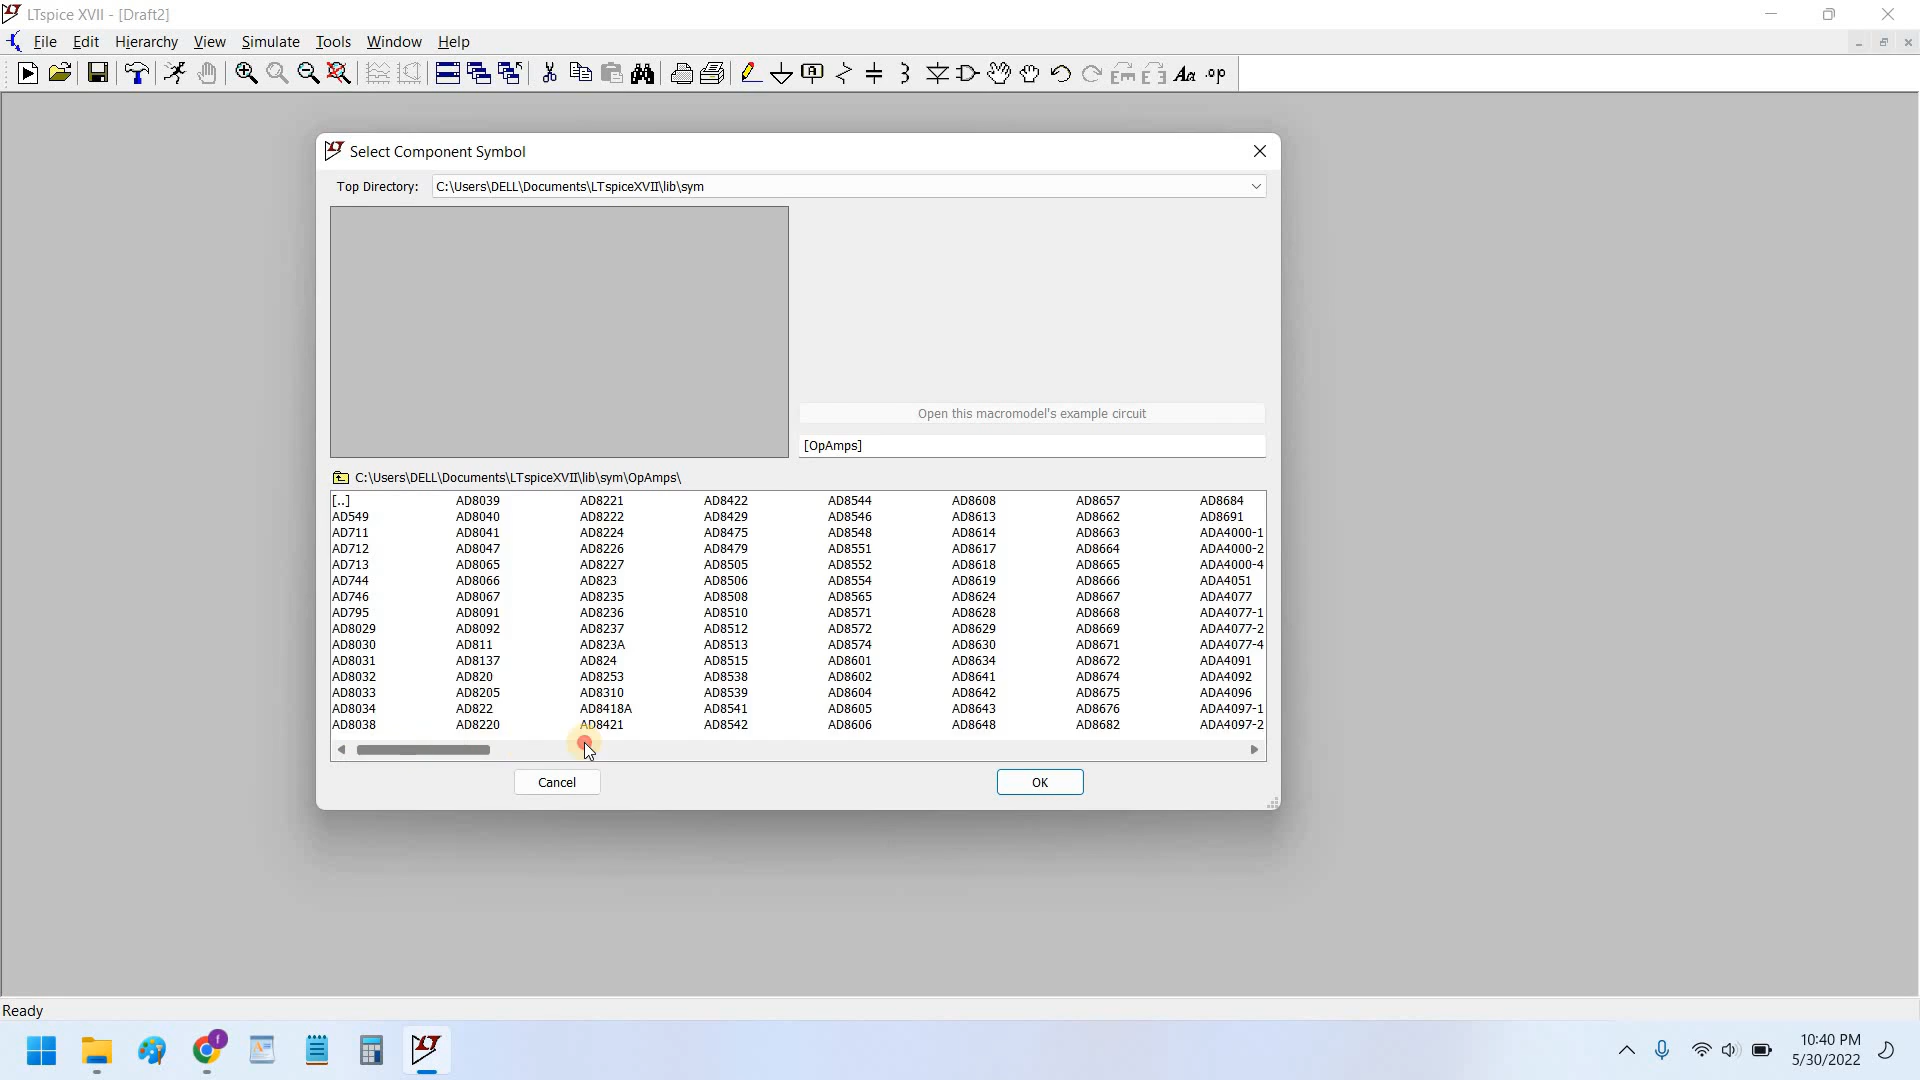 LTspice XVII - [Draft2]
File Edit Hierarchy View Simulate Tools Window Help
Aa .op
Select Component Symbol
Top Directory: C:\Users\DELL\Documents\LTspiceXVII\lib\sym
Open this macromodel's example circuit
[OpAmps]
C:\Users\DELL\Documents\LTspiceXVII\lib\sym\OpAmps\
[..] AD8039 AD8221 AD8422 AD8544 AD8608 AD8657 AD8684
AD549 AD8040 AD8222 AD8429 AD8546 AD8613 AD8662 AD8691
AD711 AD8041 AD8224 AD8475 AD8548 AD8614 AD8663 ADA4000-1
AD712 AD8047 AD8226 AD8479 AD8551 AD8617 AD8664 ADA4000-2
AD713 AD8065 AD8227 AD8505 AD8552 AD8618 AD8665 ADA4000-4
AD744 AD8066 AD823 AD8506 AD8554 AD8619 AD8666 ADA4051
AD746 AD8067 AD8235 AD8508 AD8565 AD8624 AD8667 ADA4077
AD795 AD8091 AD8236 AD8510 AD8571 AD8628 AD8668 ADA4077-1
AD8029 AD8092 AD8237 AD8512 AD8572 AD8629 AD8669 ADA4077-2
AD8030 AD811 AD823A AD8513 AD8574 AD8630 AD8671 ADA4077-4
AD8031 AD8137 AD824 AD8515 AD8601 AD8634 AD8672 ADA4091
AD8032 AD820 AD8253 AD8538 AD8602 AD8641 AD8674 ADA4092
AD8033 AD8205 AD8310 AD8539 AD8604 AD8642 AD8675 ADA4096
AD8034 AD822 AD8418A AD8541 AD8605 AD8643 AD8676 ADA4097-1
AD8038 AD8220 AD8421 AD8542 AD8606 AD8648 AD8682 ADA4097-2
Cancel OK
Ready
10:40 PM
5/30/2022